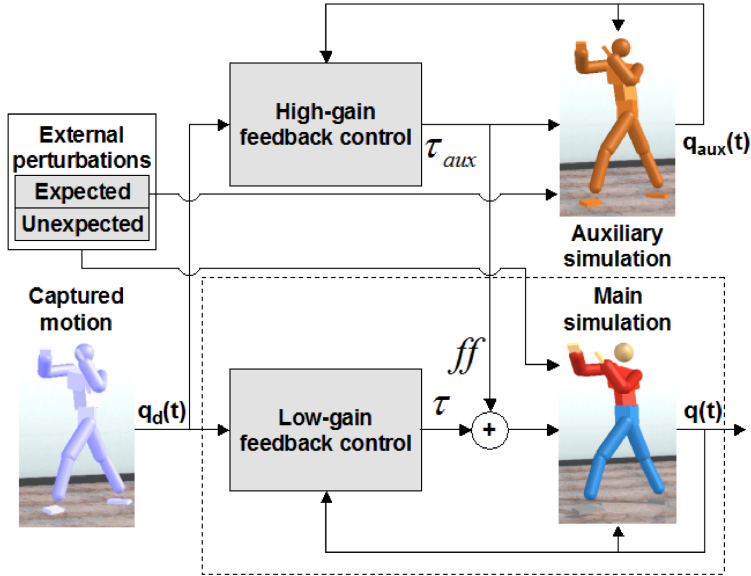 High-gain
feedback control
τaux
qaux(t)
External
perturbations
Expected
Unexpected
Auxiliary
simulation
Captured
motion
Main
simulation
ff
qd(t)
Low-gain
feedback control
τ
+
q(t)